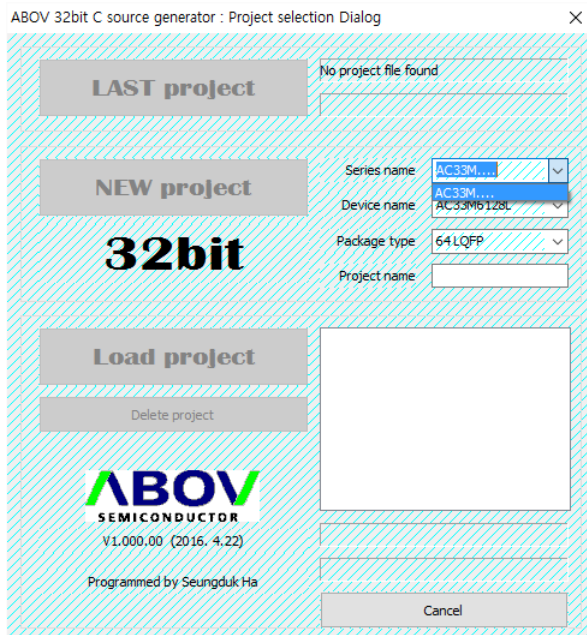 ABOV 32bit C source generator : Project selection Dialog
LAST project
No project file found
NEW project
Series name
AC33M....
AC33M....
Device name
AC33M6128L
32bit
Package type
64 LQFP
Project name
Load project
Delete project
ABOV
SEMICONDUCTOR
V1.000.00 (2016. 4.22)
Programmed by Seungduk Ha
Cancel